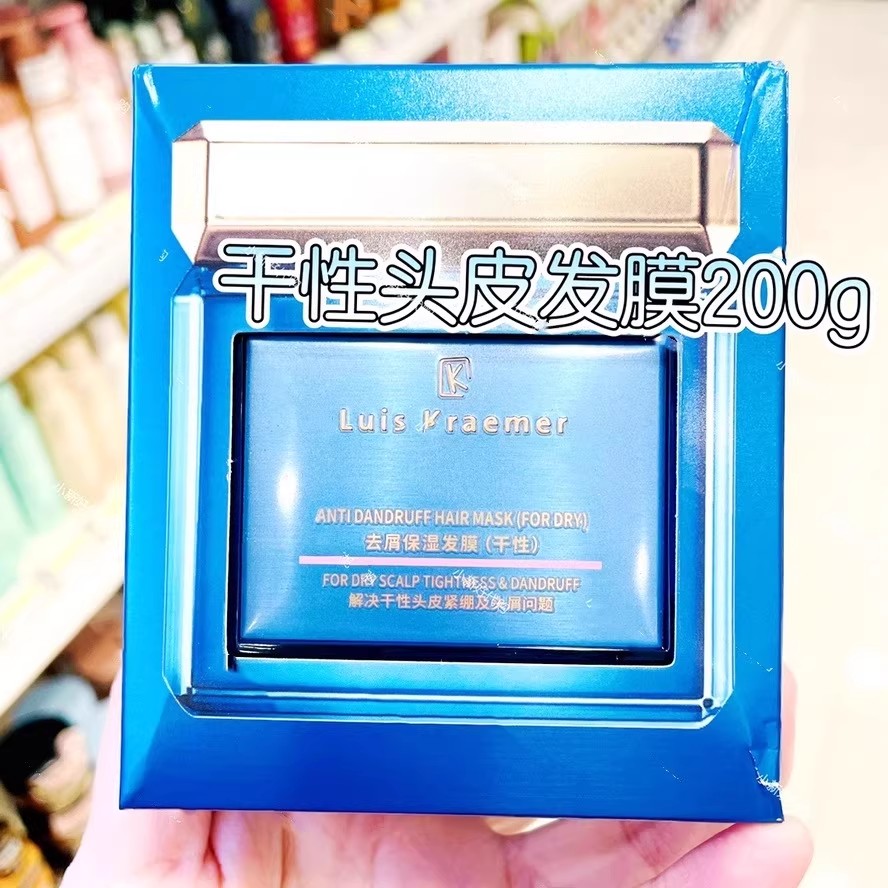 干性头皮发膜200g
K
Luis Kraemer
ANTI DANDRUFF HAIR MASK (FOR DRY)
去屑保湿发膜 (干性)
FOR DRY SCALP TIGHTNESS & DANDRUFF
解决干性头皮紧绷及头屑问题